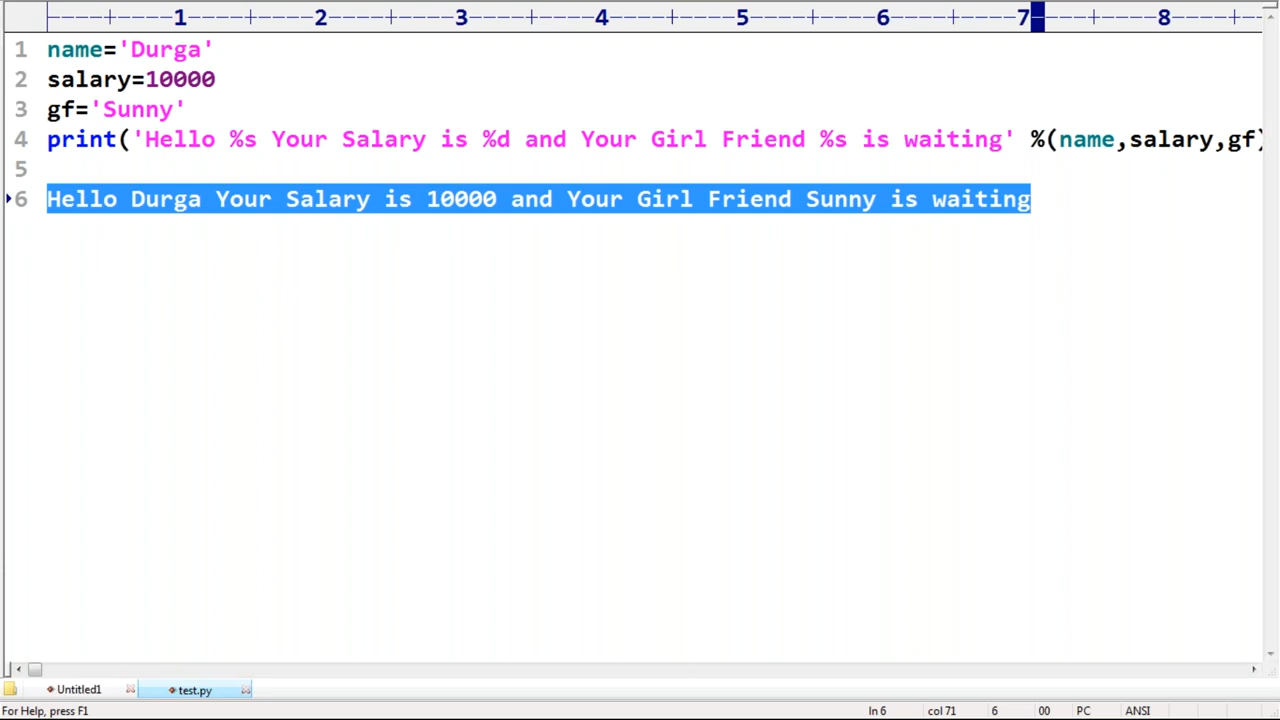 1 2 3 4 5 6 7 8
1 name='Durga'
2 salary=10000
3 gf='Sunny'
4 print('Hello %s Your Salary is %d and Your Girl Friend %s is waiting' %(name,salary,gf)
5
6 Hello Durga Your Salary is 10000 and Your Girl Friend Sunny is waiting
Untitled1 test.py
For Help, press F1 ln 6 col 71 6 00 PC ANSI